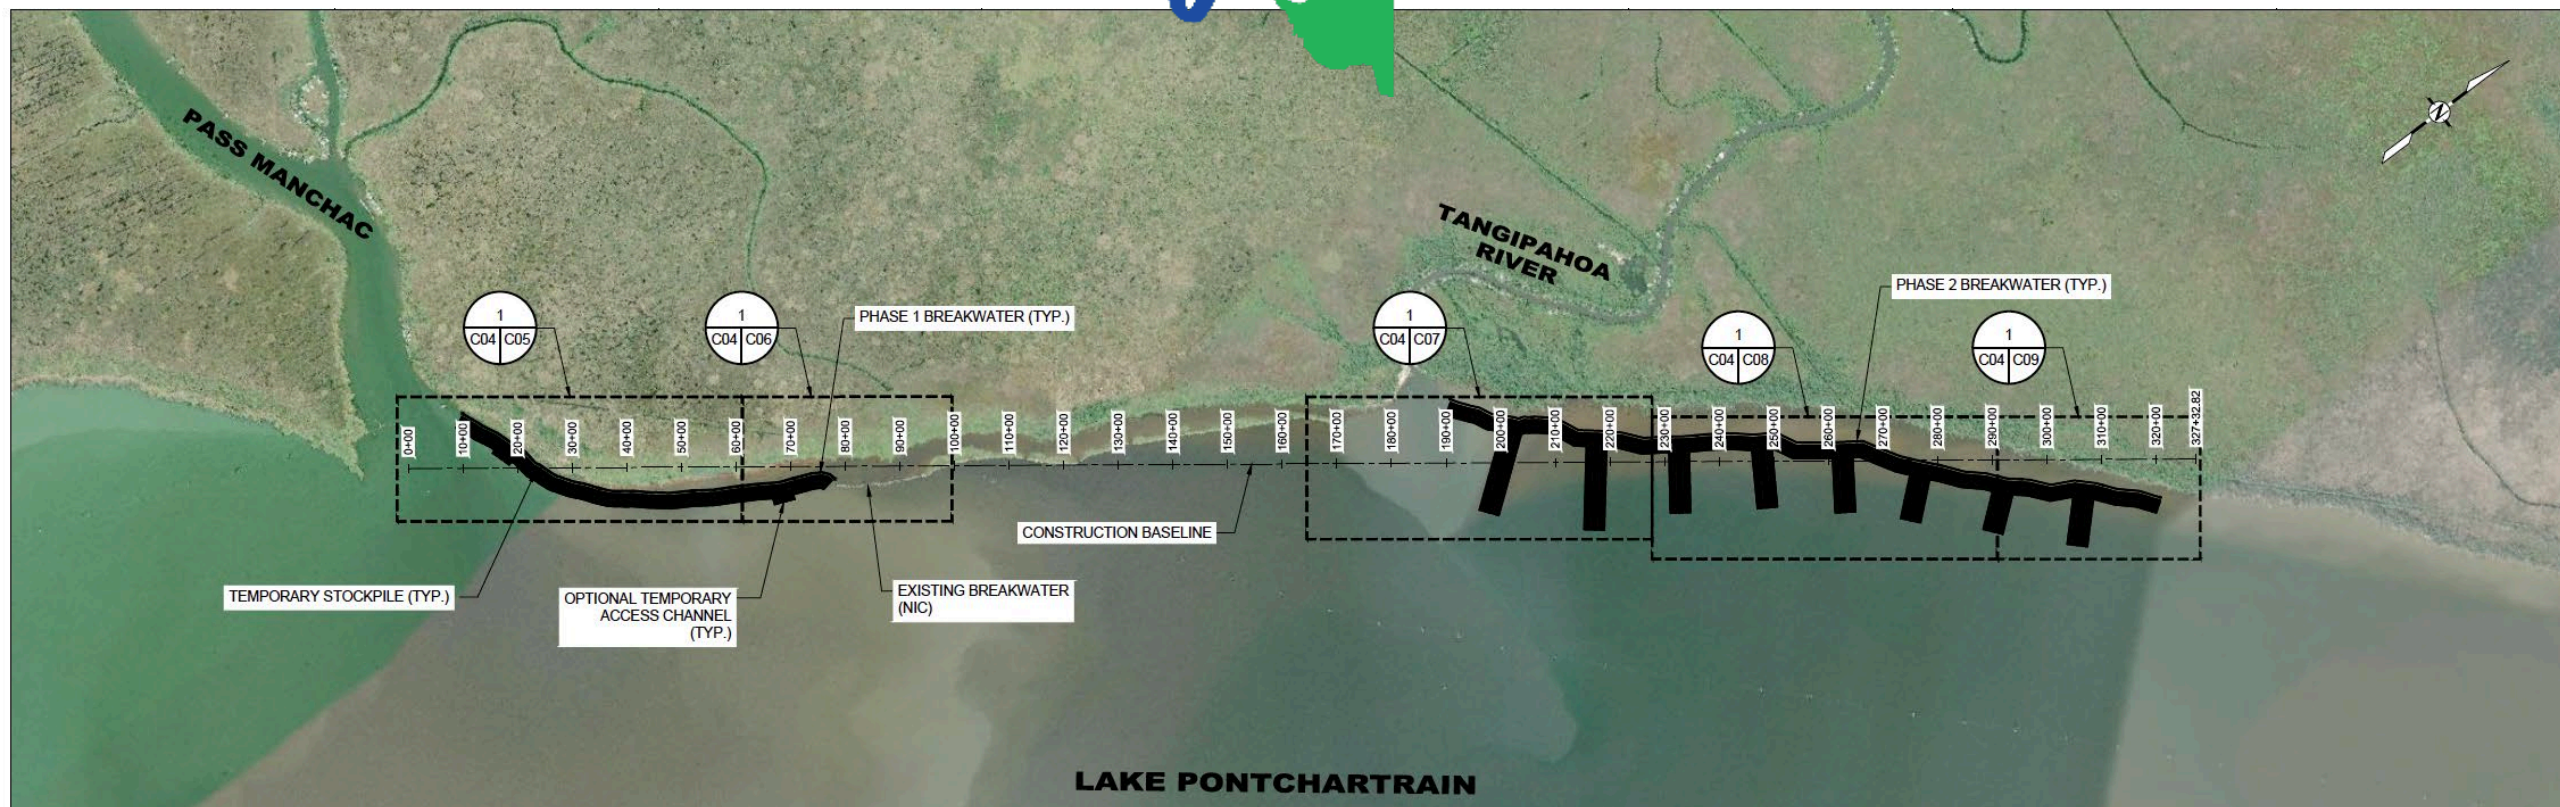 PASS MANCHAC
N
TANGIPAHOA
RIVER
PHASE 2 BREAKWATER (TYP.)
1
C04 C05
1
C04 C06
PHASE 1 BREAKWATER (TYP.)
1
C04 C07
1
C04 C08
1
C04 C09
0+00
10+00
20+00
30+00
40+00
50+00
60+00
70+00
80+00
90+00
100+00
110+00
120+00
130+00
140+00
150+00
160+00
170+00
180+00
190+00
200+00
210+00
220+00
230+00
240+00
250+00
260+00
270+00
280+00
290+00
300+00
310+00
320+00
327+32.82
CONSTRUCTION BASELINE
TEMPORARY STOCKPILE (TYP.)
OPTIONAL TEMPORARY
ACCESS CHANNEL
(TYP.)
EXISTING BREAKWATER
(NIC)
LAKE PONTCHARTRAIN